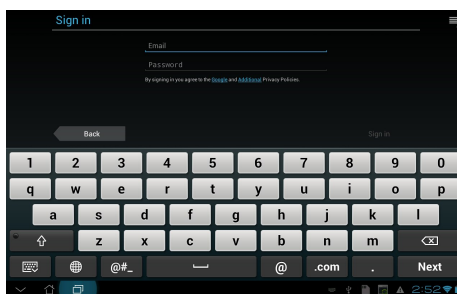 Sign in
Email
Password
By signing in you agree to the Google and Additional Privacy Policies.
Back
Sign in
1 2 3 4 5 6 7 8 9 0
q w e r t y u i o p
a s d f g h j k l
z x c v b n m
@#_ @ .com . Next
2:52